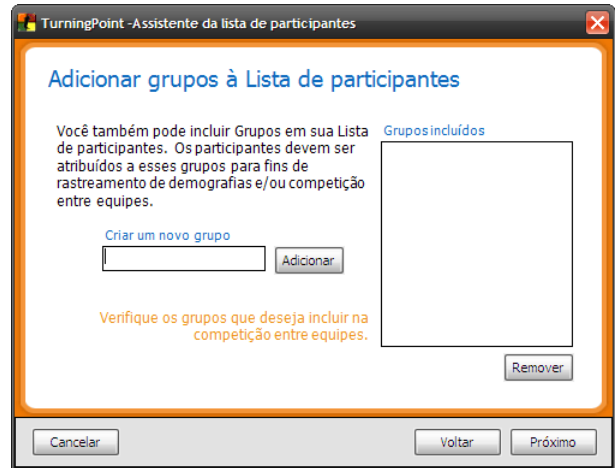 TurningPoint -Assistente da lista de participantes
Adicionar grupos à Lista de participantes
Você também pode incluir Grupos em sua Lista
de participantes. Os participantes devem ser
atribuídos a esses grupos para fins de
rastreamento de demografias e/ou competição
entre equipes.
Grupos incluídos
Criar um novo grupo
Adicionar
Verifique os grupos que deseja incluir na
competição entre equipes.
Remover
Cancelar
Voltar
Próximo